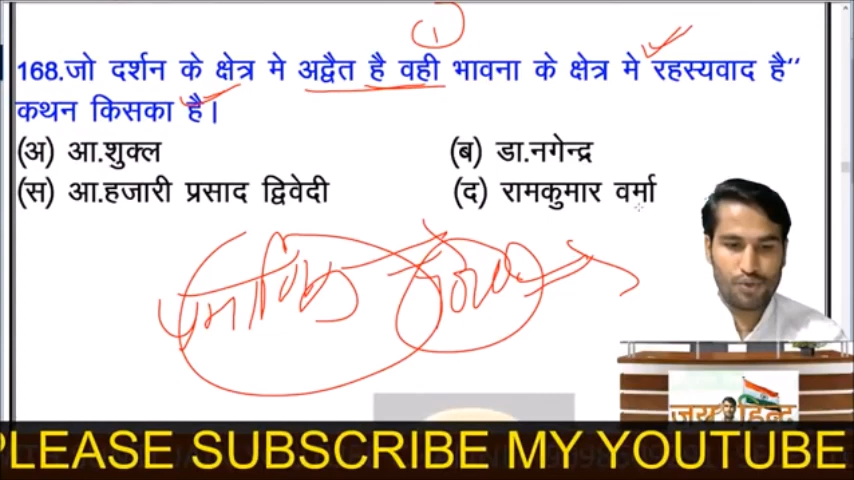 168.जो दर्शन के क्षेत्र मे अद्वैत है वही भावना के क्षेत्र मे रहस्यवाद है"
कथन किसका है।
(अ) आ.शुक्ल
(ब) डा.नगेन्द्र
(स) आ.हजारी प्रसाद द्विवेदी
(द) रामकुमार वर्मा
जय हिन्द
PLEASE SUBSCRIBE MY YOUTUBE